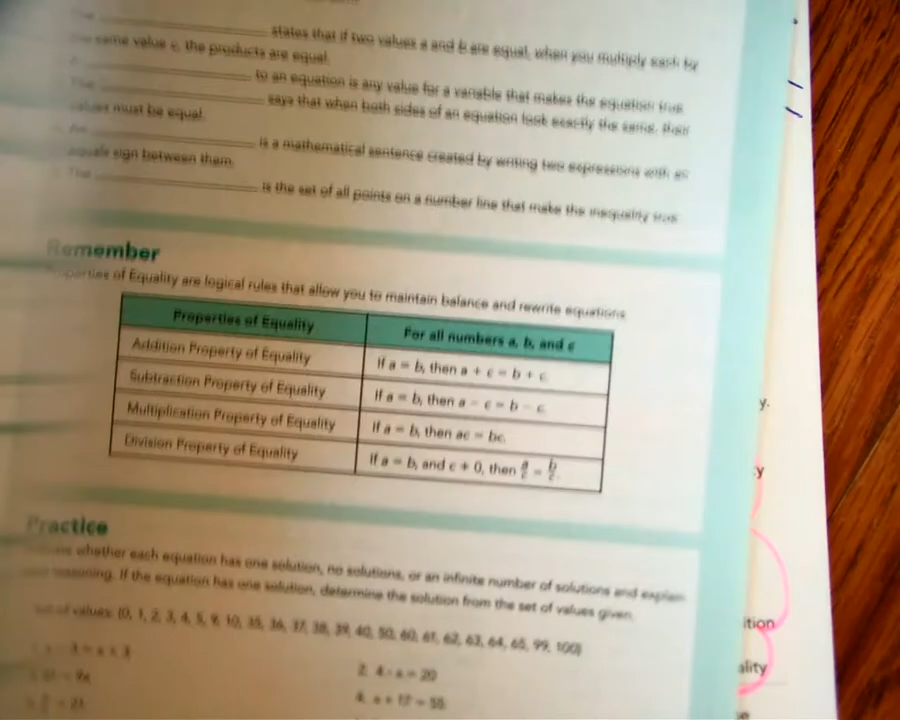 states that if two values a and b are equal, when you multiply each by
same value c, the products are equal.
to an equation is any value for a variable that makes the equation true.
The says that when both sides of an equation look exactly the same, their
values must be equal.
is a mathematical sentence created by writing two expressions with an
equals sign between them.
The is the set of all points on a number line that make the inequality true.
Remember
Properties of Equality are logical rules that allow you to maintain balance and rewrite equations.
Properties of Equality For all numbers a, b, and c
Addition Property of Equality If a = b, then a + c = b + c.
Subtraction Property of Equality If a = b, then a - c = b - c.
Multiplication Property of Equality If a = b, then ac = bc.
Division Property of Equality If a = b, and c ≠ 0, then a/c = b/c.
Practice
whether each equation has one solution, no solutions, or an infinite number of solutions and explain
reasoning. If the equation has one solution, determine the solution from the set of values given.
set of values: {0, 1, 2, 3, 4, 5, 9, 10, 35, 36, 37, 38, 39, 40, 50, 60, 61, 62, 63, 64, 65, 99, 100}
2.
4.
y.
y
ition
ality